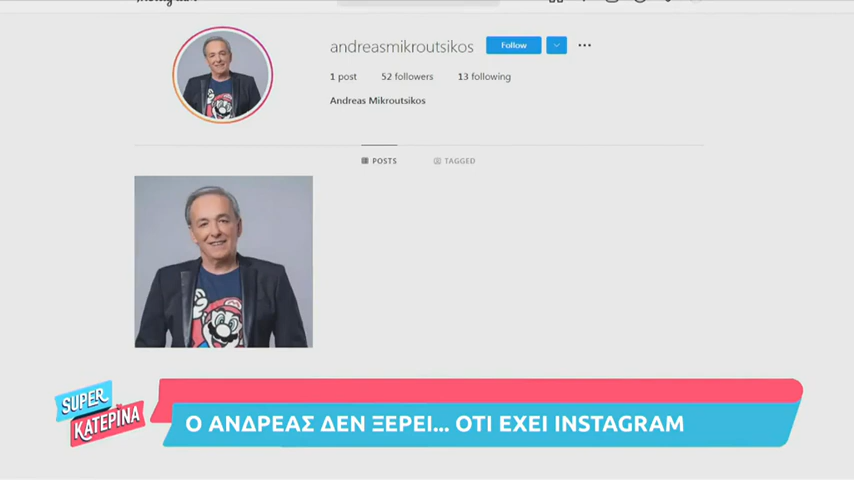 andreasmikroutsikos Follow
1 post 52 followers 13 following
Andreas Mikroutsikos
POSTS TAGGED
SUPER
ΚΑΤΕΡΙΝΑ
Ο ΑΝΔΡΕΑΣ ΔΕΝ ΞΕΡΕΙ... ΟΤΙ ΕΧΕΙ INSTAGRAM